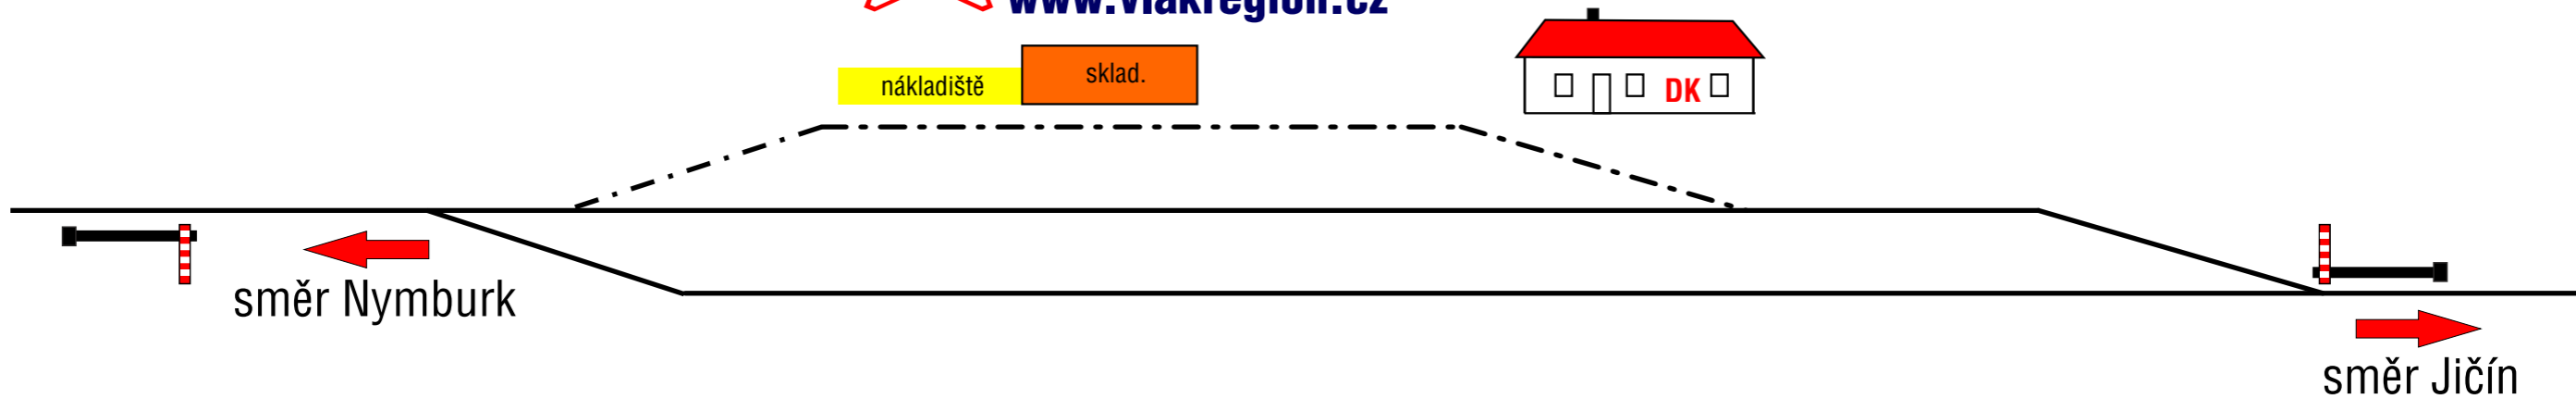 www.vlakregion.cz
sklad.
nákladiště
DK
směr Nymburk
směr Jičín